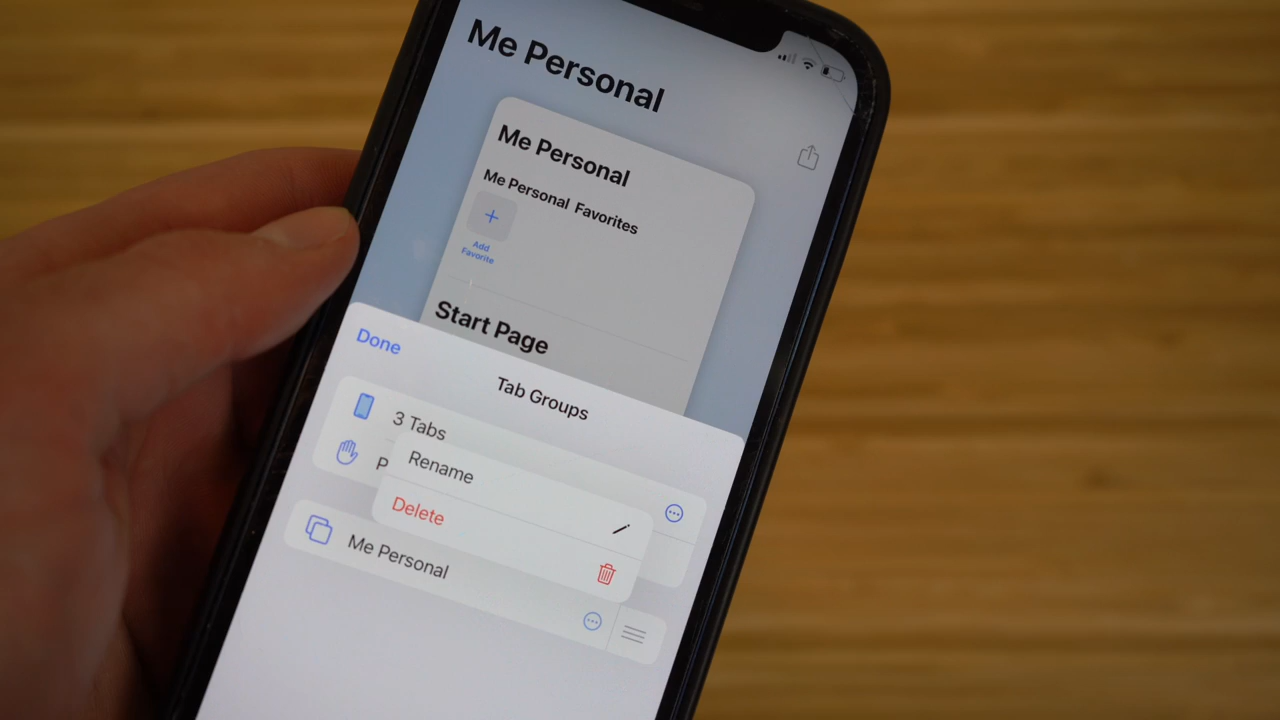 Me Personal
Me Personal
Me Personal Favorites
Add
Favorite
Start Page
Done
Tab Groups
3 Tabs
P
Rename
Delete
Me Personal